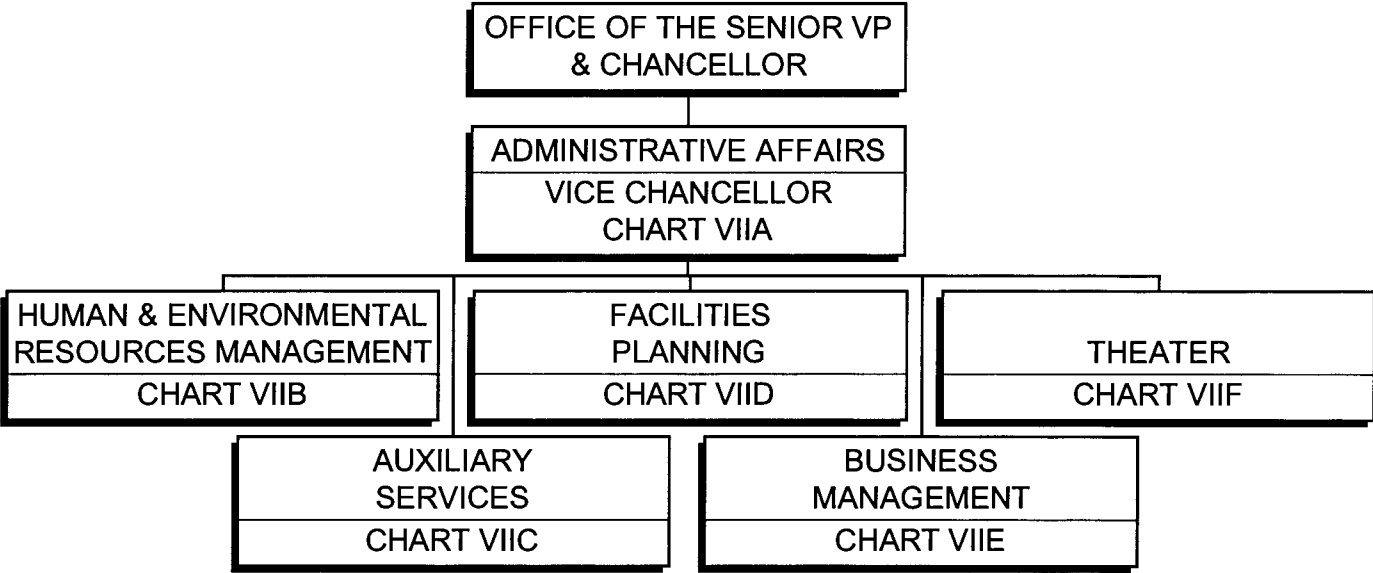 OFFICE OF THE SENIOR VP
& CHANCELLOR
ADMINISTRATIVE AFFAIRS
VICE CHANCELLOR
CHART VIIA
HUMAN & ENVIRONMENTAL
RESOURCES MANAGEMENT
CHART VIIB
FACILITIES
PLANNING
CHART VIID
THEATER
CHART VIIF
AUXILIARY
SERVICES
CHART VIIC
BUSINESS
MANAGEMENT
CHART VIIE